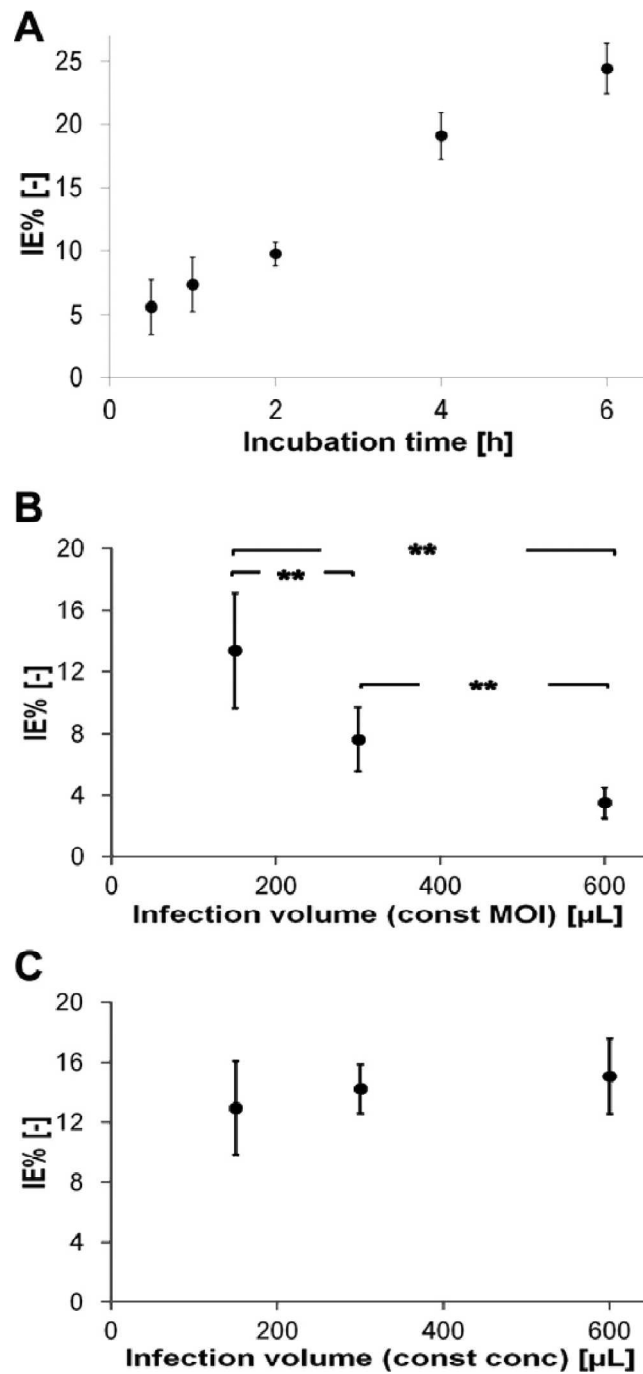 A
25
20
15
10
5
0
IE% [-]
0 2 4 6
Incubation time [h]
B
20
16
12
8
4
0
IE% [-]
**
**
**
0 200 400 600
Infection volume (const MOI) [µL]
C
20
16
12
8
4
0
IE% [-]
0 200 400 600
Infection volume (const conc) [µL]